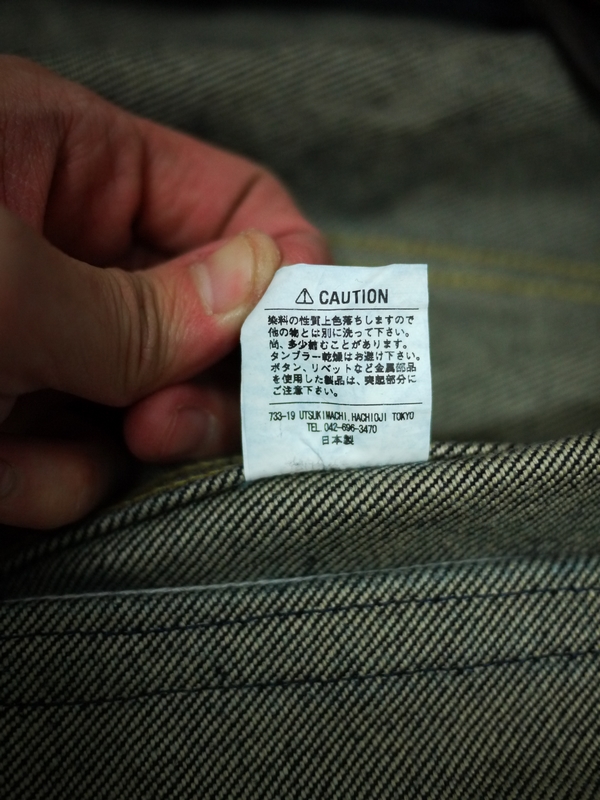 ⚠ CAUTION
染料の性質上色落ちしますので
他の物とは別に洗って下さい。
尚、多少縮むことがあります。
タンブラー乾燥はお避け下さい。
ボタン、リベットなど金属部品
を使用した製品は、突起部分に
ご注意下さい。
733-19 UTSUKIMACHI,HACHIOJI TOKYO
TEL 042-696-3470
日本製